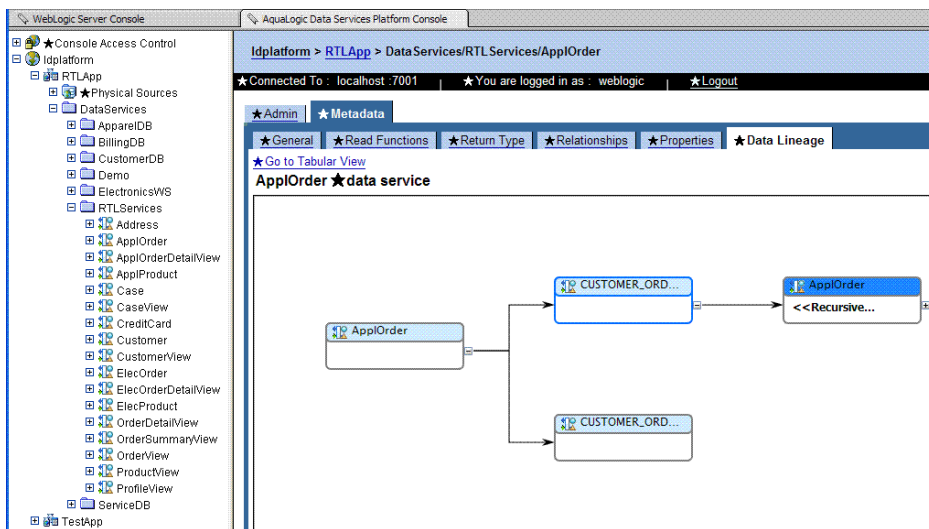 WebLogic Server Console
AquaLogic Data Services Platform Console
★Console Access Control
ldplatform
RTLApp
★Physical Sources
DataServices
ApparelDB
BillingDB
CustomerDB
Demo
ElectronicsWS
RTLServices
Address
ApplOrder
ApplOrderDetailView
ApplProduct
Case
CaseView
CreditCard
Customer
CustomerView
ElecOrder
ElecOrderDetailView
ElecProduct
OrderDetailView
OrderSummaryView
OrderView
ProductView
ProfileView
ServiceDB
TestApp
ldplatform > RTLApp > DataServices/RTLServices/ApplOrder
★Connected To : localhost :7001 | ★You are logged in as : weblogic | ★Logout
★Admin ★Metadata
★General ★Read Functions ★Return Type ★Relationships ★Properties ★Data Lineage
★Go to Tabular View
ApplOrder ★data service
CUSTOMER_ORD...
ApplOrder
<<Recursive...
ApplOrder
CUSTOMER_ORD...